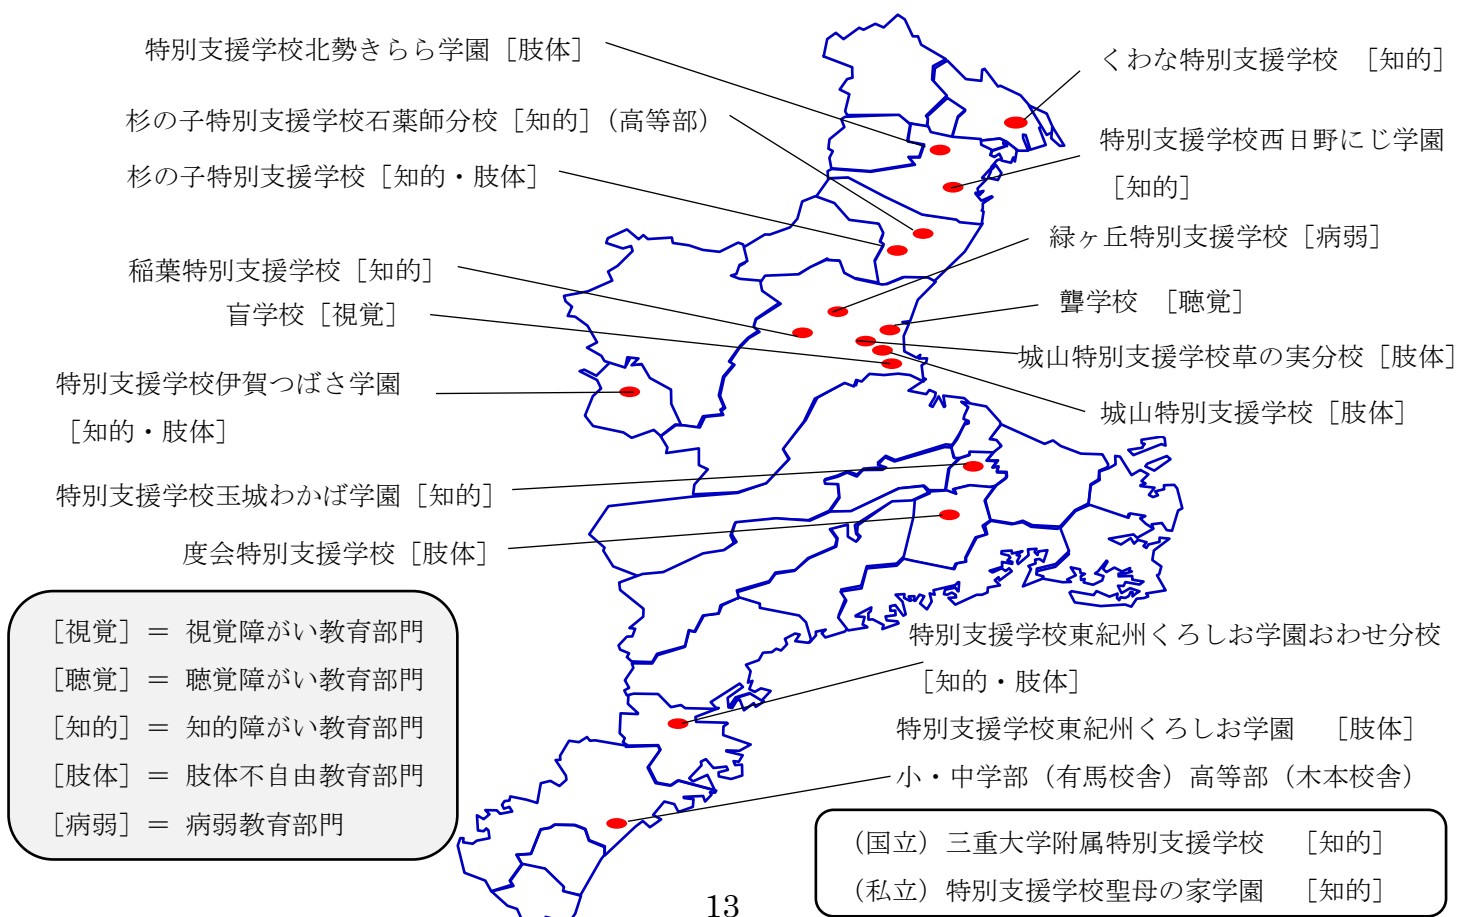 特別支援学校北勢きらら学園［肢体］
くわな特別支援学校　［知的］
杉の子特別支援学校石薬師分校［知的］（高等部）
特別支援学校西日野にじ学園
［知的］
杉の子特別支援学校［知的・肢体］
緑ヶ丘特別支援学校［病弱］
稲葉特別支援学校［知的］
聾学校　［聴覚］
盲学校［視覚］
城山特別支援学校草の実分校［肢体］
特別支援学校伊賀つばさ学園
［知的・肢体］
城山特別支援学校［肢体］
特別支援学校玉城わかば学園［知的］
度会特別支援学校［肢体］
［視覚］＝ 視覚障がい教育部門
［聴覚］＝ 聴覚障がい教育部門
［知的］＝ 知的障がい教育部門
［肢体］＝ 肢体不自由教育部門
［病弱］＝ 病弱教育部門
特別支援学校東紀州くろしお学園おわせ分校
［知的・肢体］
特別支援学校東紀州くろしお学園　［肢体］
小・中学部（有馬校舎）高等部（木本校舎）
（国立）三重大学附属特別支援学校　［知的］
（私立）特別支援学校聖母の家学園　［知的］
13